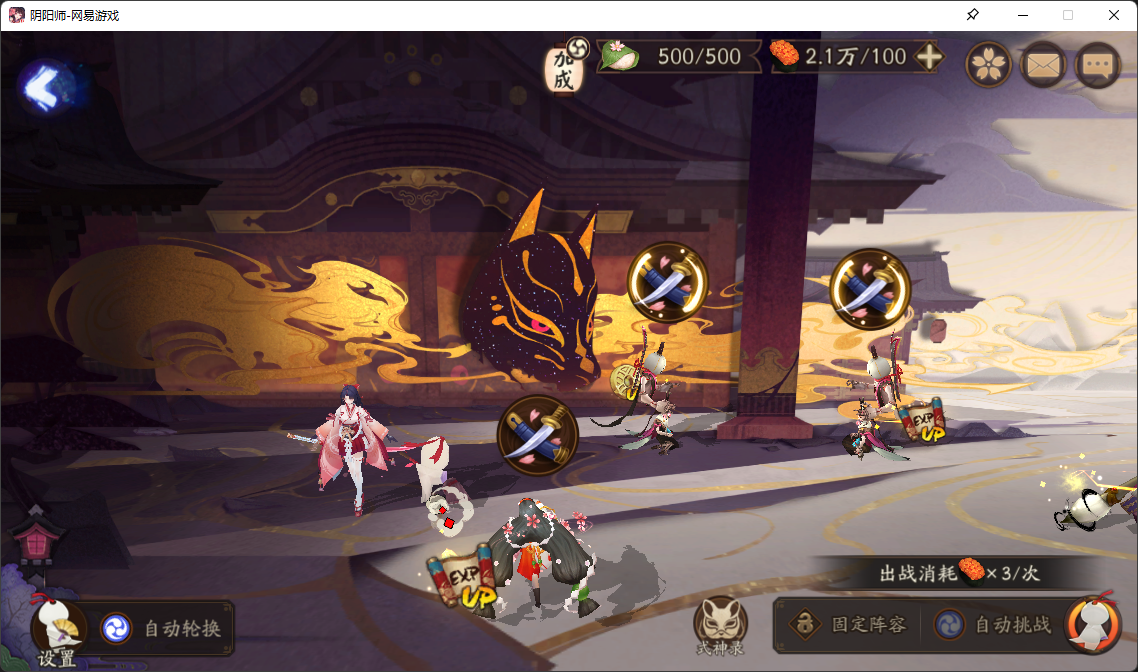 阴阳师-网易游戏
加成
500/500
2.1万/100
EXP UP
EXP UP
出战消耗×3/次
自动轮换
设置
式神录
固定阵容
自动挑战